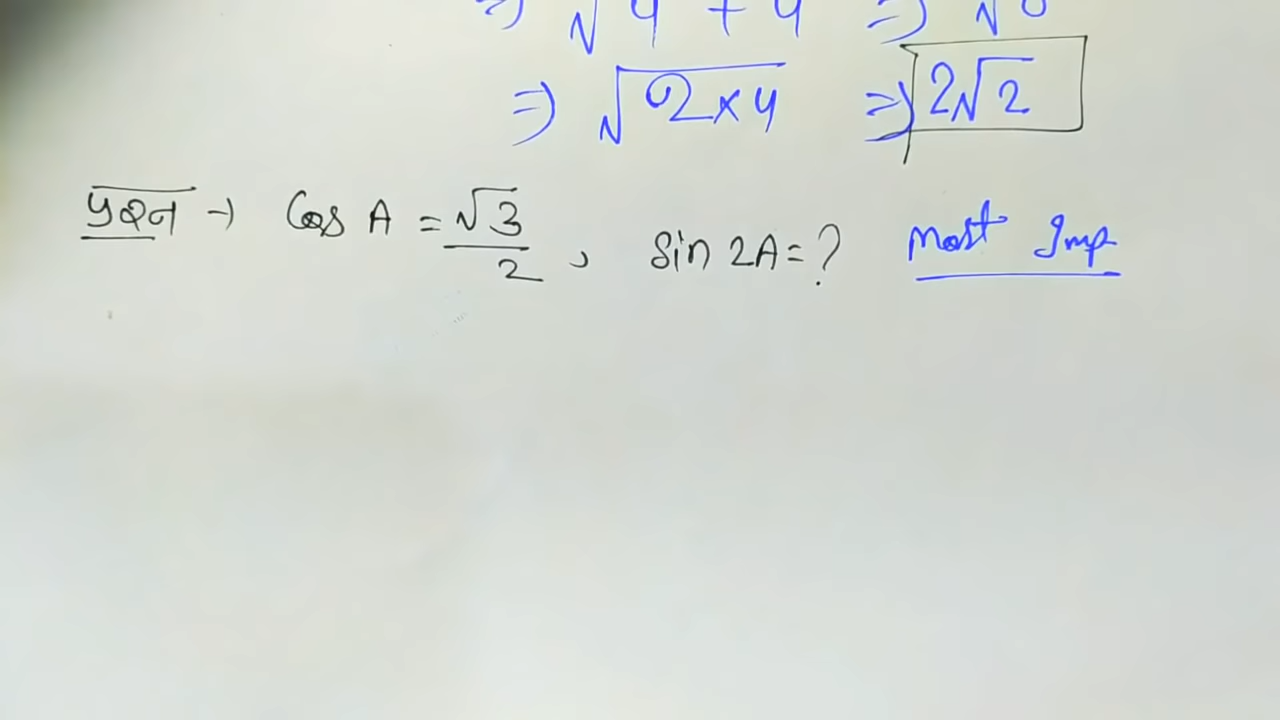 => √4 + 4 => √8
=> √2×4 => 2√2
प्रश्न → Cos A = √3/2, Sin 2A = ? Most Imp